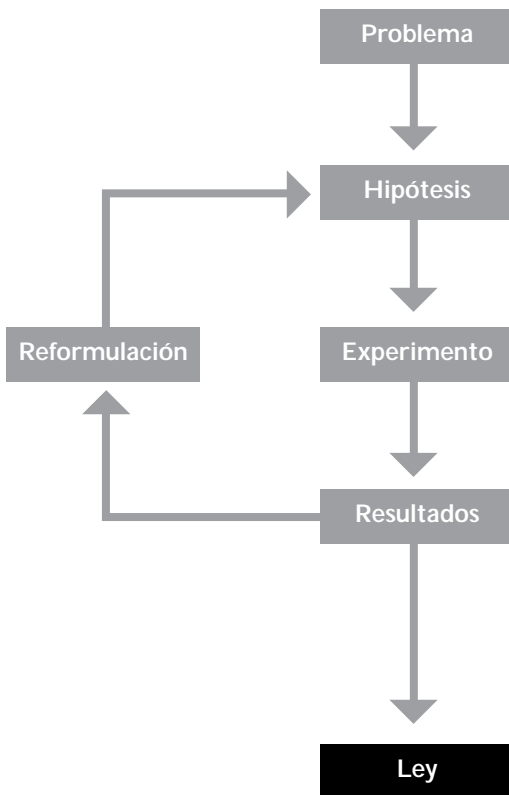 Problema
Hipótesis
Reformulación
Experimento
Resultados
Ley